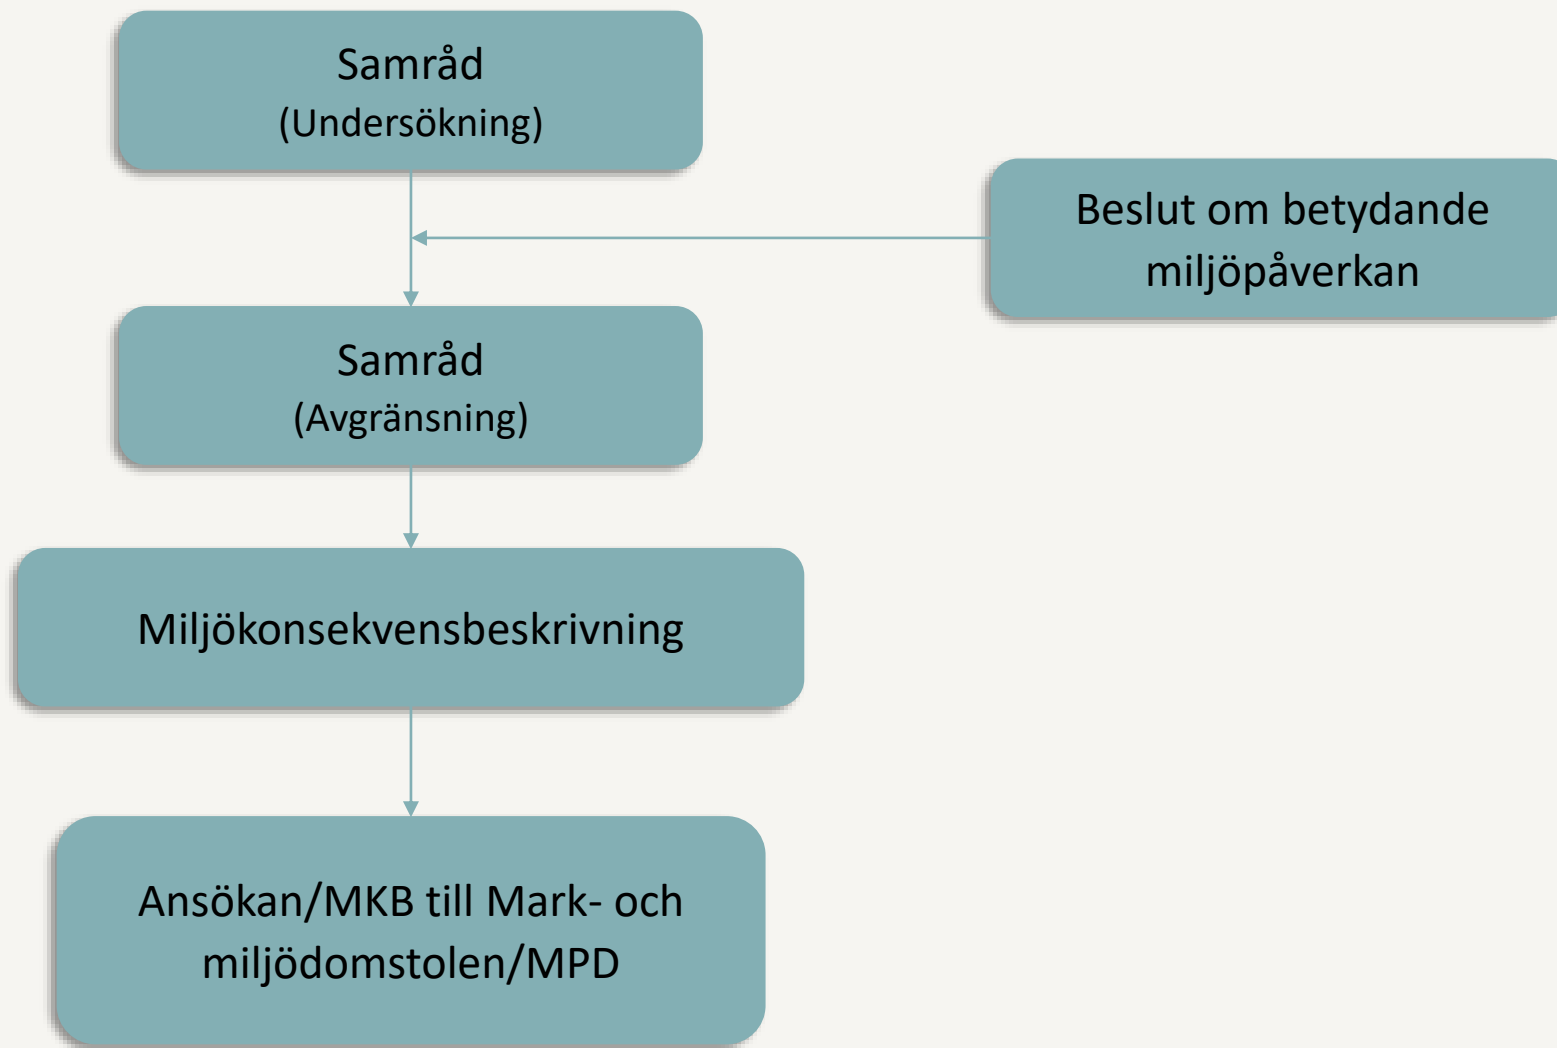 Samråd
(Undersökning)
Beslut om betydande
miljöpåverkan
Samråd
(Avgränsning)
Miljökonsekvensbeskrivning
Ansökan/MKB till Mark- och
miljödomstolen/MPD